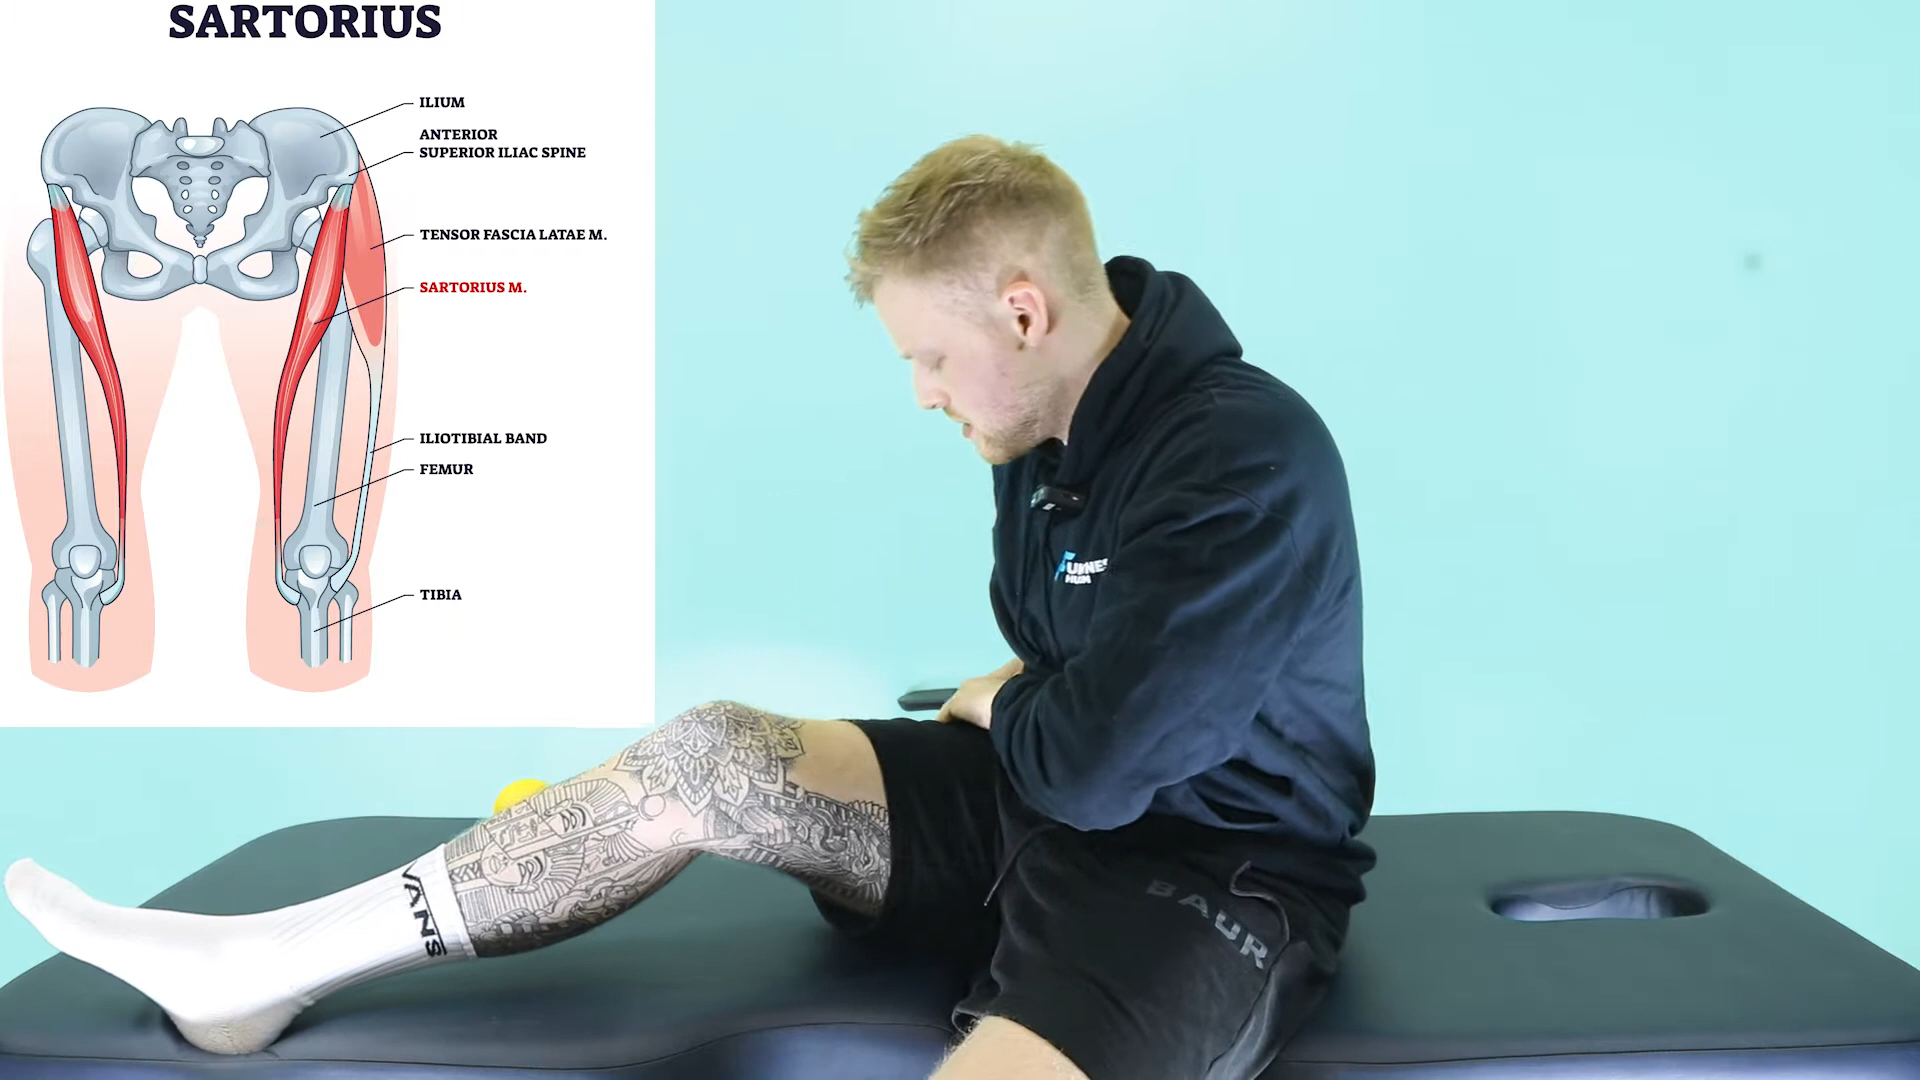 SARTORIUS
ILIUM
ANTERIOR
SUPERIOR ILIAC SPINE
TENSOR FASCIA LATAE M.
SARTORIUS M.
ILIOTIBIAL BAND
FEMUR
TIBIA
VANS
BAUR